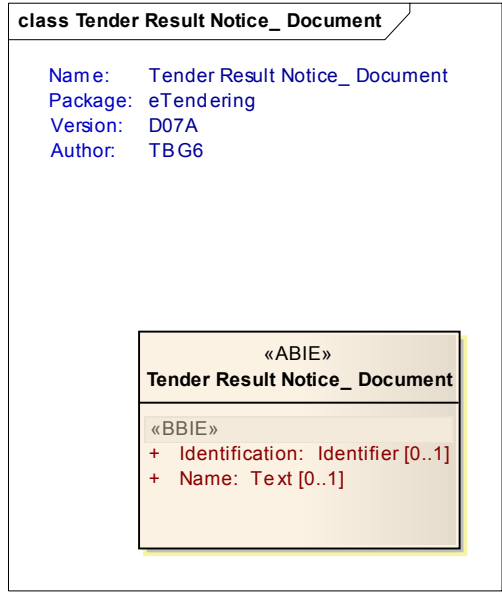 class Tender Result Notice_ Document
Name: Tender Result Notice_ Document
Package: eTendering
Version: D07A
Author: TBG6
«ABIE»
Tender Result Notice_ Document
«BBIE»
+ Identification: Identifier [0..1]
+ Name: Text [0..1]